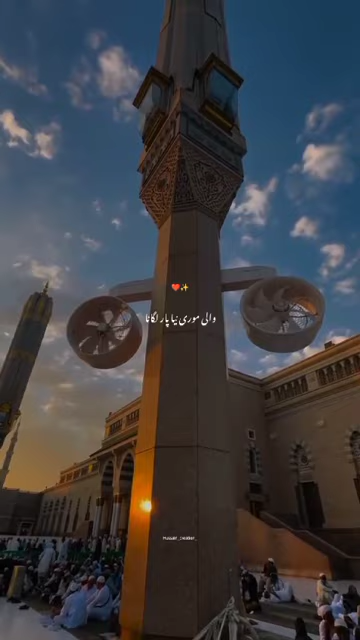 ❤️✨
والی موری نیا پار لگانا